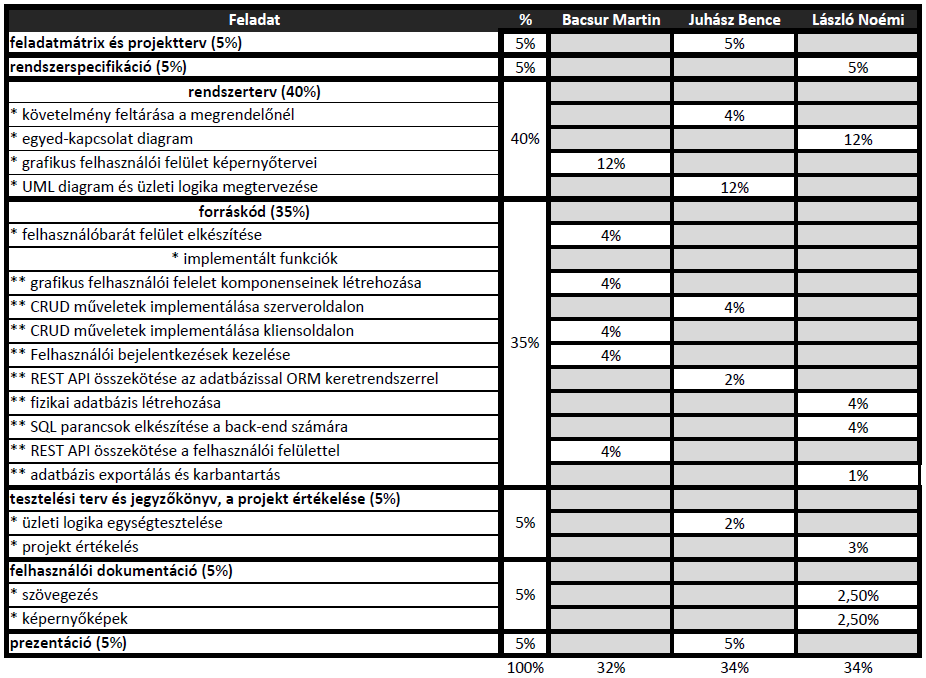 Feladat % Bacsur Martin Juhász Bence László Noémi
feladatmátrix és projektterv (5%) 5% 5%
rendszerspecifikáció (5%) 5% 5%
rendszerterv (40%)
* követelmény feltárása a megrendelőnél 4%
* egyed-kapcsolat diagram 40% 12%
* grafikus felhasználói felület képernyőtervei 12%
* UML diagram és üzleti logika megtervezése 12%
forráskód (35%)
* felhasználóbarát felület elkészítése 4%
* implementált funkciók
** grafikus felhasználói felelet komponenseinek létrehozása 4%
** CRUD műveletek implementálása szerveroldalon 4%
** CRUD műveletek implementálása kliensoldalon 35% 4%
** Felhasználói bejelentkezések kezelése 4%
** REST API összekötése az adatbázissal ORM keretrendszerrel 2%
** fizikai adatbázis létrehozása 4%
** SQL parancsok elkészítése a back-end számára 4%
** REST API összekötése a felhasználói felülettel 4%
** adatbázis exportálás és karbantartás 1%
tesztelési terv és jegyzőkönyv, a projekt értékelése (5%)
* üzleti logika egységtesztelése 5% 2%
* projekt értékelés 3%
felhasználói dokumentáció (5%)
* szövegezés 5% 2,50%
* képernyőképek 2,50%
prezentáció (5%) 5% 5%
100% 32% 34% 34%